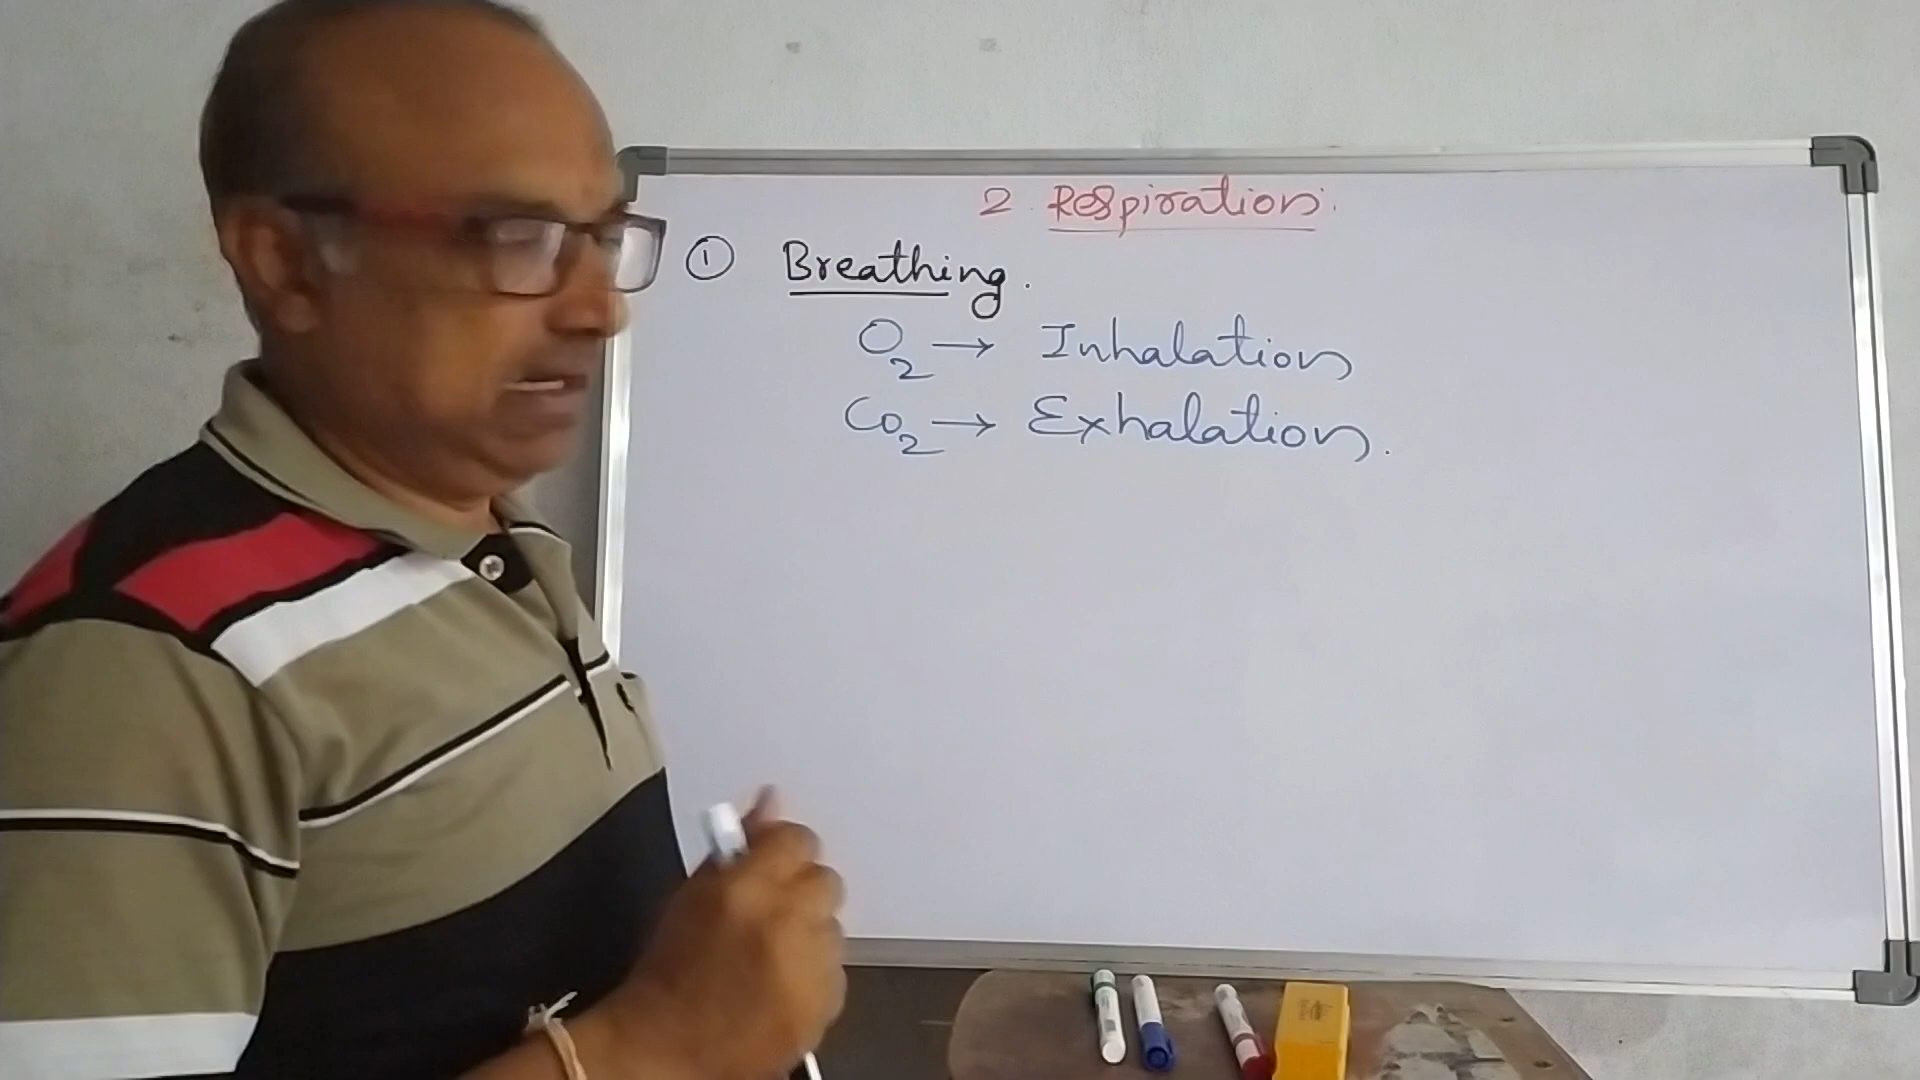 2. Respiration.
① Breathing.
O₂ → Inhalation
Co₂ → Exhalation.